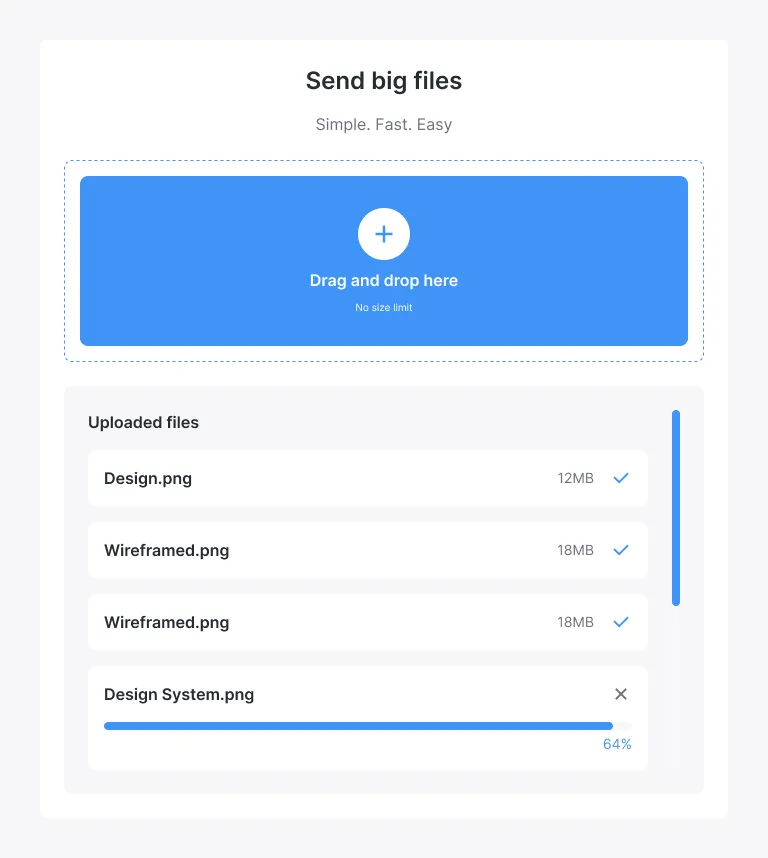 Send big files
Simple. Fast. Easy
Drag and drop here
No size limit
Uploaded files
Design.png 12MB
Wireframed.png 18MB
Wireframed.png 18MB
Design System.png
64%